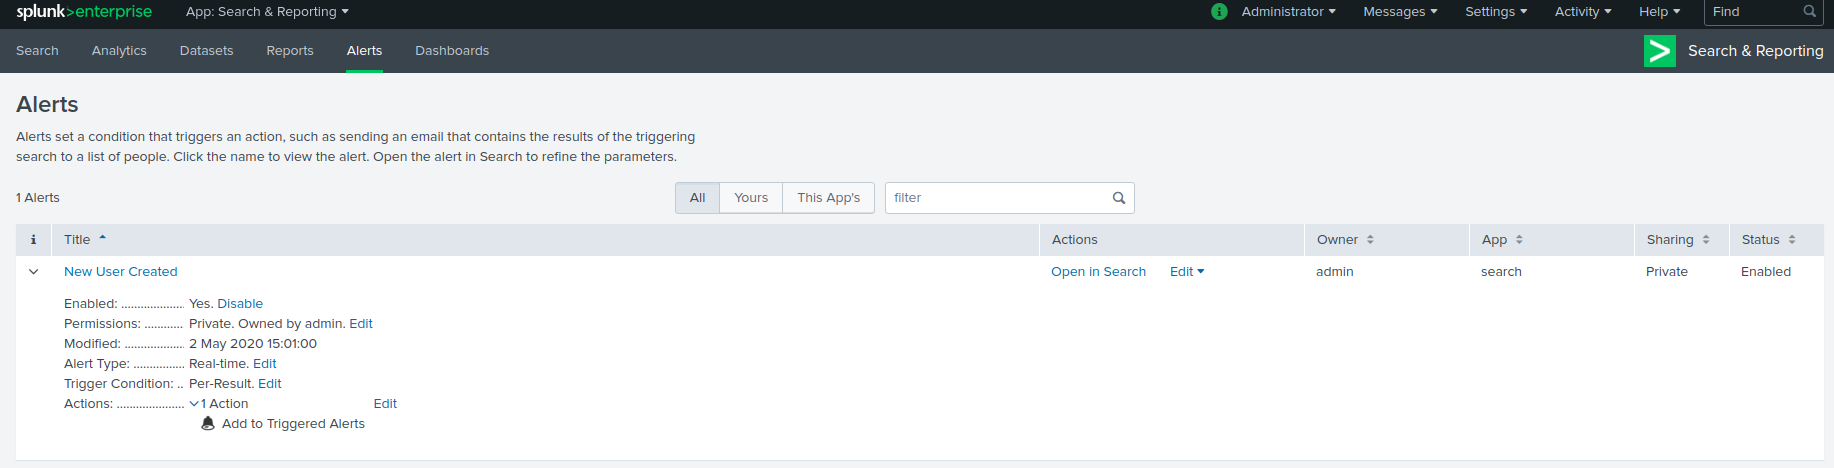 splunk>enterprise App: Search & Reporting i Administrator Messages Settings Activity Help Find
Search Analytics Datasets Reports Alerts Dashboards > Search & Reporting
Alerts
Alerts set a condition that triggers an action, such as sending an email that contains the results of the triggering
search to a list of people. Click the name to view the alert. Open the alert in Search to refine the parameters.
1 Alerts All Yours This App's filter
i Title Actions Owner App Sharing Status
New User Created Open in Search Edit admin search Private Enabled
Enabled: ................... Yes. Disable
Permissions: ............ Private. Owned by admin. Edit
Modified: .................. 2 May 2020 15:01:00
Alert Type: ................ Real-time. Edit
Trigger Condition: .. Per-Result. Edit
Actions: ..................... 1 Action Edit
Add to Triggered Alerts